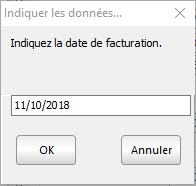 Indiquer les données...
Indiquez la date de facturation.
11/10/2018
OK
Annuler